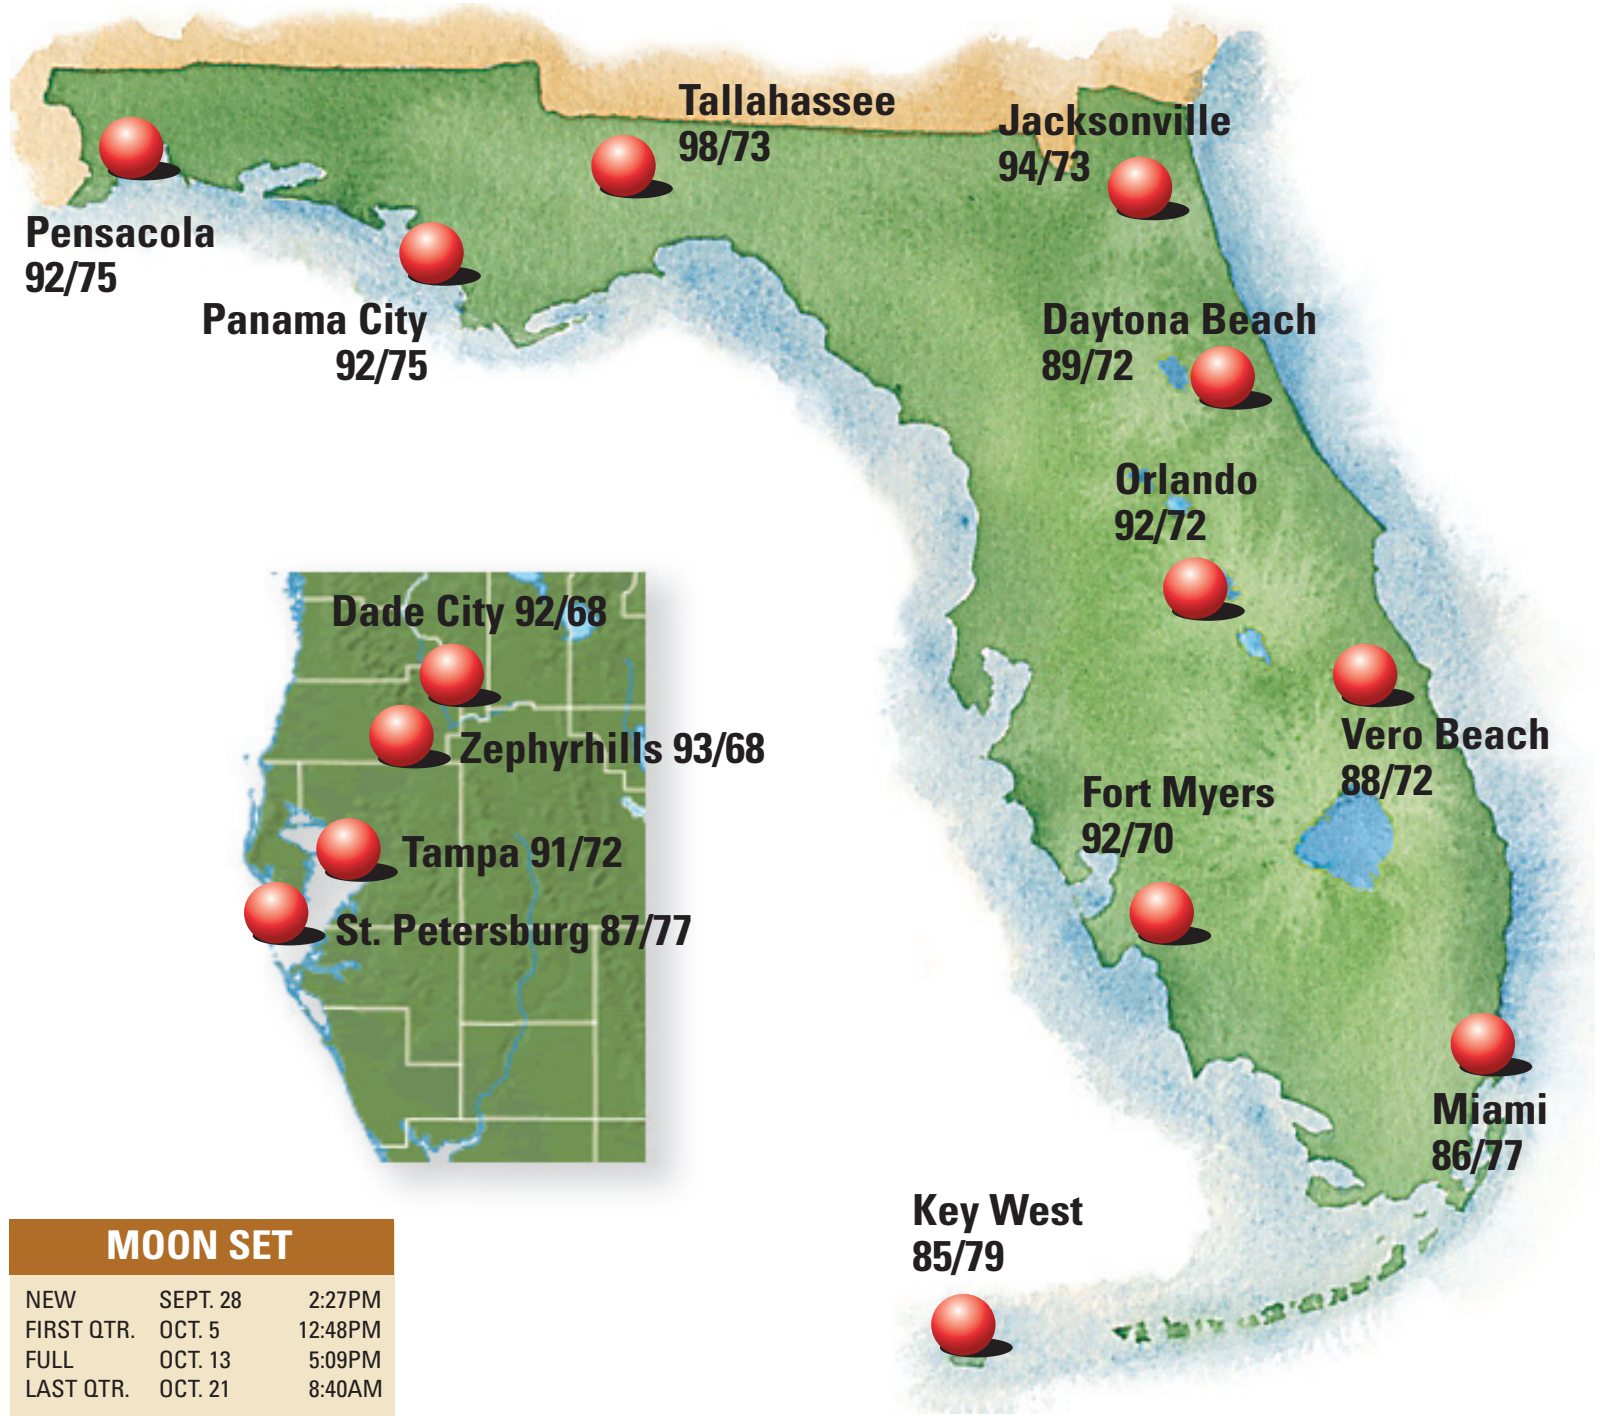 Tallahassee
98/73
Jacksonville
94/73
Pensacola
92/75
Panama City
92/75
Daytona Beach
89/72
Orlando
92/72
Dade City 92/68
Zephyrhills 93/68
Vero Beach
88/72
Fort Myers
92/70
Tampa 91/72
St. Petersburg 87/77
Miami
86/77
Key West
85/79
MOON SET
NEW SEPT. 28 2:27PM
FIRST QTR. OCT. 5 12:48PM
FULL OCT. 13 5:09PM
LAST QTR. OCT. 21 8:40AM